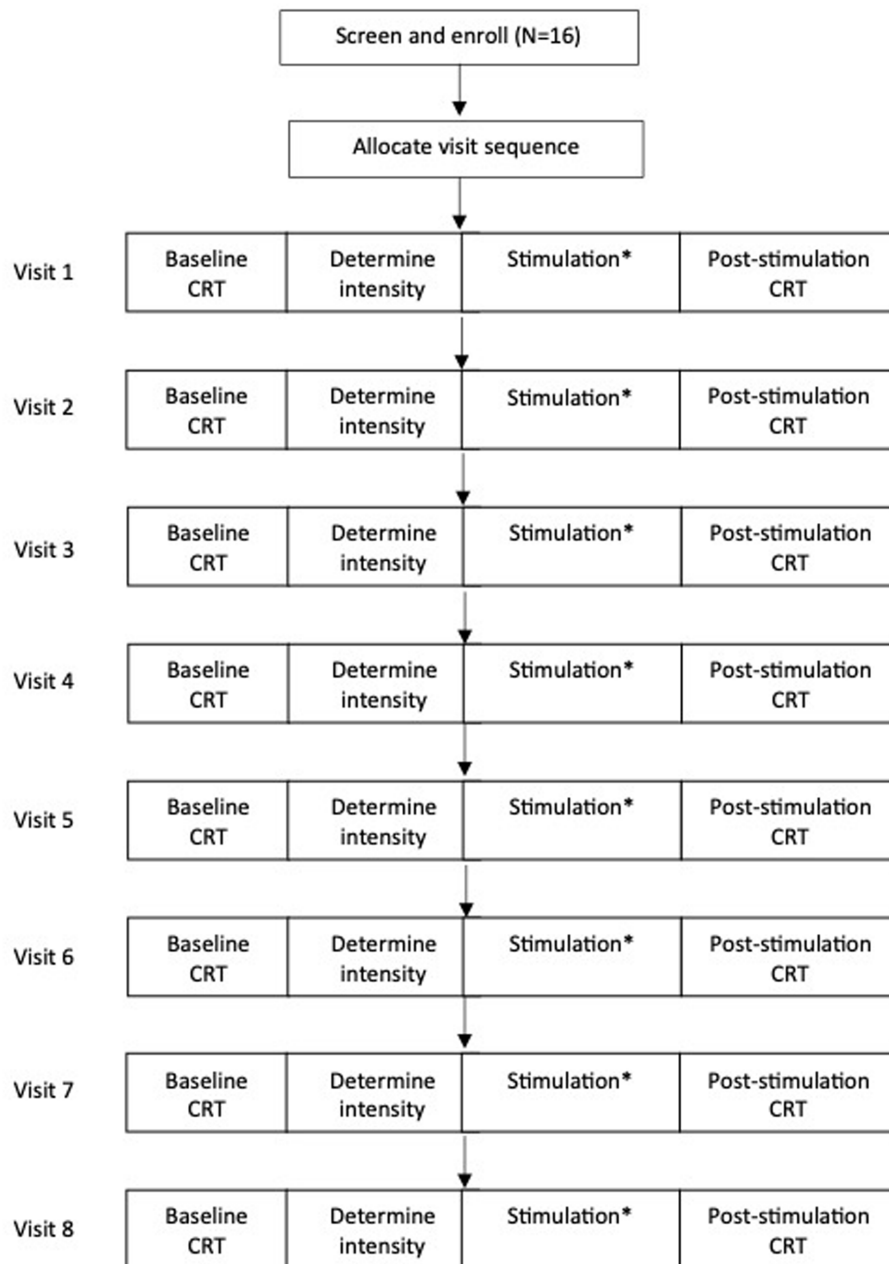 Screen and enroll (N=16)
Allocate visit sequence
Visit 1
Baseline
CRT
Determine
intensity
Stimulation*
Post-stimulation
CRT
Visit 2
Baseline
CRT
Determine
intensity
Stimulation*
Post-stimulation
CRT
Visit 3
Baseline
CRT
Determine
intensity
Stimulation*
Post-stimulation
CRT
Visit 4
Baseline
CRT
Determine
intensity
Stimulation*
Post-stimulation
CRT
Visit 5
Baseline
CRT
Determine
intensity
Stimulation*
Post-stimulation
CRT
Visit 6
Baseline
CRT
Determine
intensity
Stimulation*
Post-stimulation
CRT
Visit 7
Baseline
CRT
Determine
intensity
Stimulation*
Post-stimulation
CRT
Visit 8
Baseline
CRT
Determine
intensity
Stimulation*
Post-stimulation
CRT